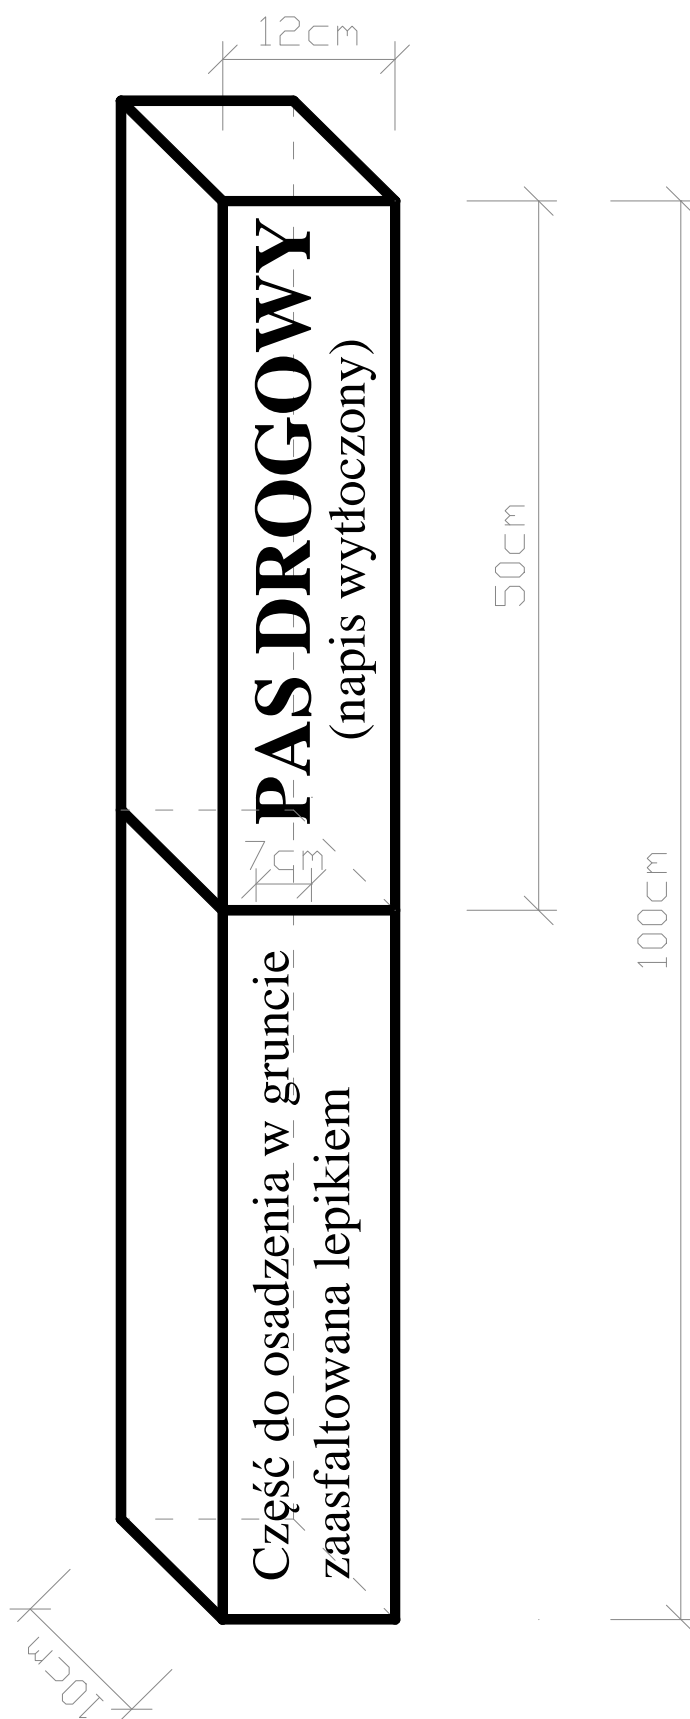 12cm
PAS DROGOWY
(napis wytłoczony)
50cm
7cm
100cm
Część do osadzenia w gruncie
zaasfaltowana lepikiem
10cm